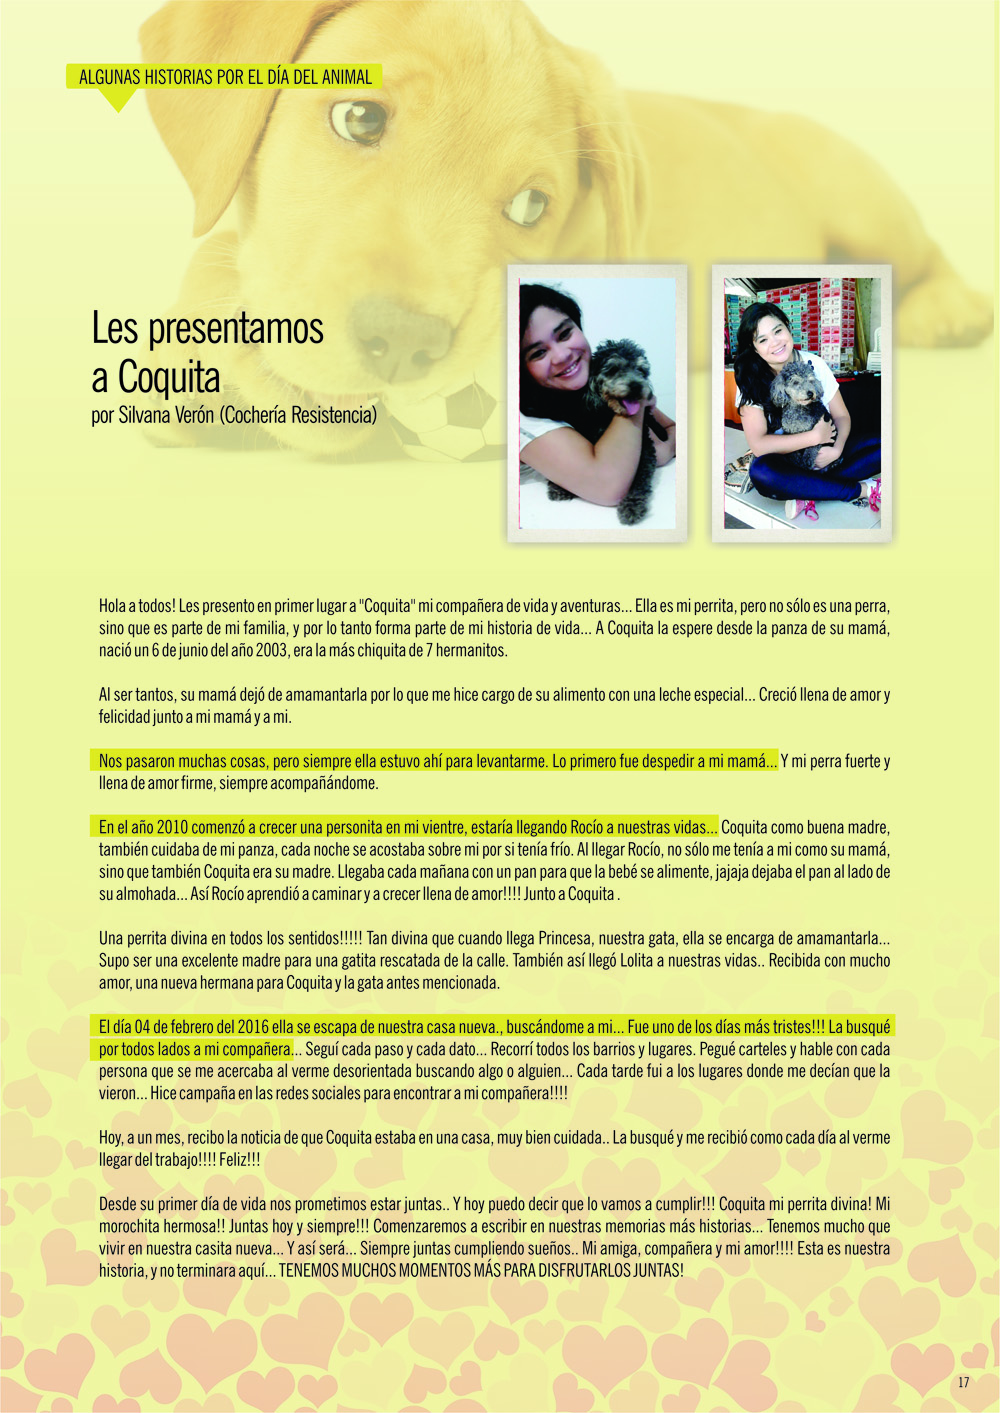 ALGUNAS HISTORIAS POR EL DÍA DEL ANIMAL
Les presentamos
a Coquita
por Silvana Verón (Cochería Resistencia)
Hola a todos! Les presento en primer lugar a "Coquita" mi compañera de vida y aventuras... Ella es mi perrita, pero no sólo es una perra,
sino que es parte de mi familia, y por lo tanto forma parte de mi historia de vida... A Coquita la espere desde la panza de su mamá,
nació un 6 de junio del año 2003, era la más chiquita de 7 hermanitos.
Al ser tantos, su mamá dejó de amamantarla por lo que me hice cargo de su alimento con una leche especial... Creció llena de amor y
felicidad junto a mi mamá y a mi.
Nos pasaron muchas cosas, pero siempre ella estuvo ahí para levantarme. Lo primero fue despedir a mi mamá... Y mi perra fuerte y
llena de amor firme, siempre acompañándome.
En el año 2010 comenzó a crecer una personita en mi vientre, estaría llegando Rocío a nuestras vidas... Coquita como buena madre,
también cuidaba de mi panza, cada noche se acostaba sobre mi por si tenía frío. Al llegar Rocío, no sólo me tenía a mi como su mamá,
sino que también Coquita era su madre. Llegaba cada mañana con un pan para que la bebé se alimente, jajaja dejaba el pan al lado de
su almohada... Así Rocío aprendió a caminar y a crecer llena de amor!!!! Junto a Coquita .
Una perrita divina en todos los sentidos!!!!! Tan divina que cuando llega Princesa, nuestra gata, ella se encarga de amamantarla...
Supo ser una excelente madre para una gatita rescatada de la calle. También así llegó Lolita a nuestras vidas.. Recibida con mucho
amor, una nueva hermana para Coquita y la gata antes mencionada.
El día 04 de febrero del 2016 ella se escapa de nuestra casa nueva., buscándome a mi... Fue uno de los días más tristes!!! La busqué
por todos lados a mi compañera... Seguí cada paso y cada dato... Recorrí todos los barrios y lugares. Pegué carteles y hable con cada
persona que se me acercaba al verme desorientada buscando algo o alguien... Cada tarde fui a los lugares donde me decían que la
vieron... Hice campaña en las redes sociales para encontrar a mi compañera!!!!
Hoy, a un mes, recibo la noticia de que Coquita estaba en una casa, muy bien cuidada.. La busqué y me recibió como cada día al verme
llegar del trabajo!!!! Feliz!!!
Desde su primer día de vida nos prometimos estar juntas.. Y hoy puedo decir que lo vamos a cumplir!!! Coquita mi perrita divina! Mi
morochita hermosa!! Juntas hoy y siempre!!! Comenzaremos a escribir en nuestras memorias más historias... Tenemos mucho que
vivir en nuestra casita nueva... Y así será... Siempre juntas cumpliendo sueños.. Mi amiga, compañera y mi amor!!!! Esta es nuestra
historia, y no terminara aquí... TENEMOS MUCHOS MOMENTOS MÁS PARA DISFRUTARLOS JUNTAS!
17